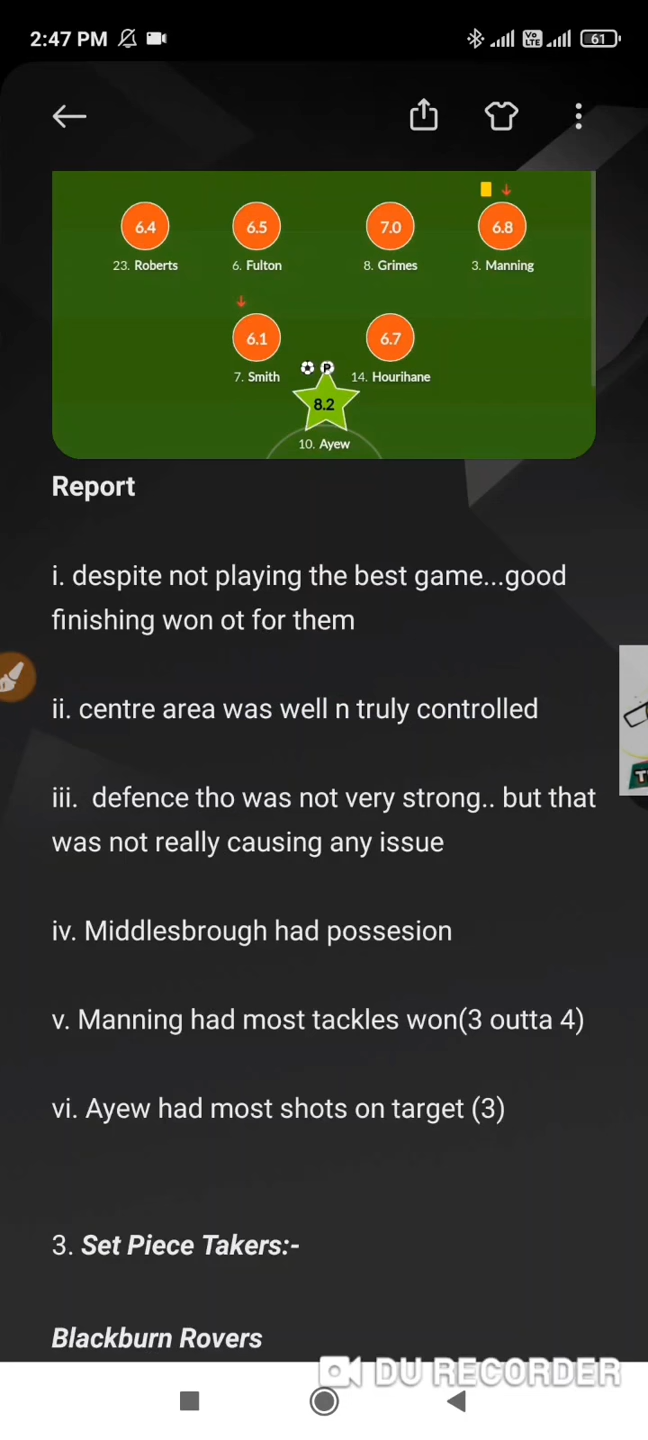 2:47 PM
Vo LTE
61
6.4 6.5 7.0 6.8
23. Roberts 6. Fulton 8. Grimes 3. Manning
6.1 6.7
7. Smith 14. Hourihane
P
8.2
10. Ayew
Report
i. despite not playing the best game...good
finishing won ot for them
ii. centre area was well n truly controlled
iii. defence tho was not very strong.. but that
was not really causing any issue
iv. Middlesbrough had possesion
v. Manning had most tackles won(3 outta 4)
vi. Ayew had most shots on target (3)
3. Set Piece Takers:-
Blackburn Rovers
DU RECORDER